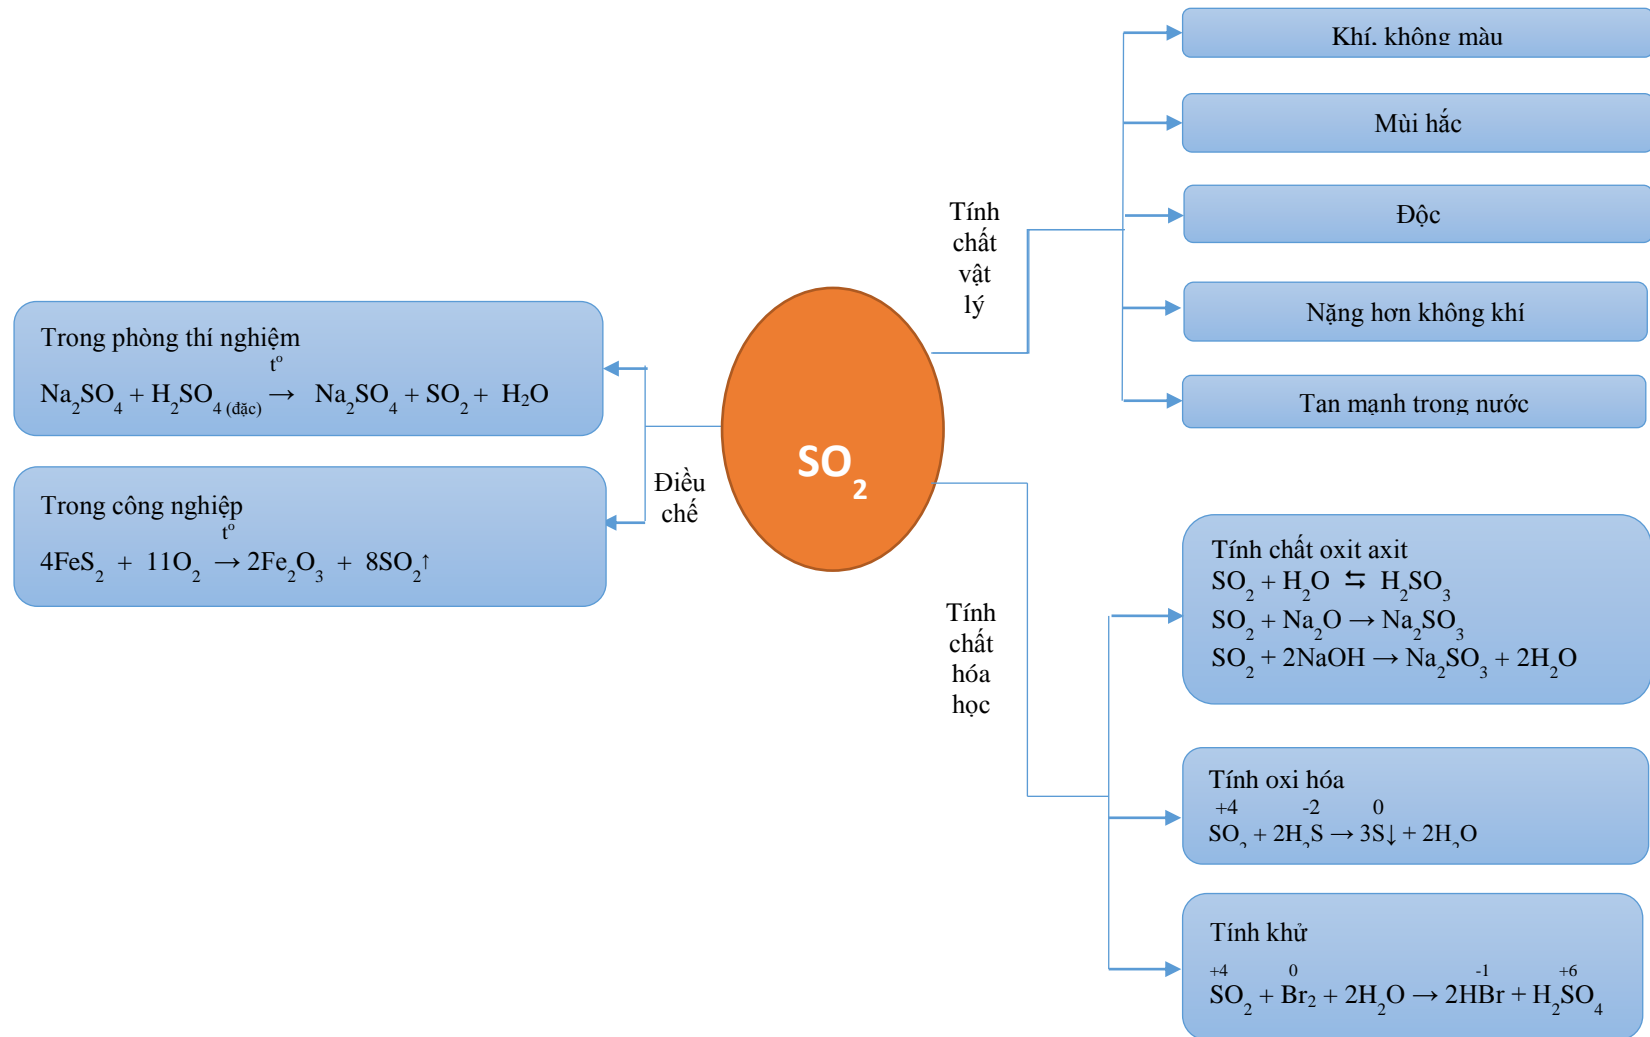 Khí, không màu
Mùi hắc
Độc
Nặng hơn không khí
Tan mạnh trong nước
Tính
chất
vật
lý
Trong phòng thí nghiệm
t°
Na₂SO₄ + H₂SO₄ (đặc) → Na₂SO₄ + SO₂ + H₂O
Trong công nghiệp
t°
4FeS₂ + 11O₂ → 2Fe₂O₃ + 8SO₂↑
Điều
chế
SO₂
Tính
chất
hóa
học
Tính chất oxit axit
SO₂ + H₂O ⇆ H₂SO₃
SO₂ + Na₂O → Na₂SO₃
SO₂ + 2NaOH → Na₂SO₃ + 2H₂O
Tính oxi hóa
+4 -2 0
SO₂ + 2H₂S → 3S↓ + 2H₂O
Tính khử
+4 0 -1 +6
SO₂ + Br₂ + 2H₂O → 2HBr + H₂SO₄